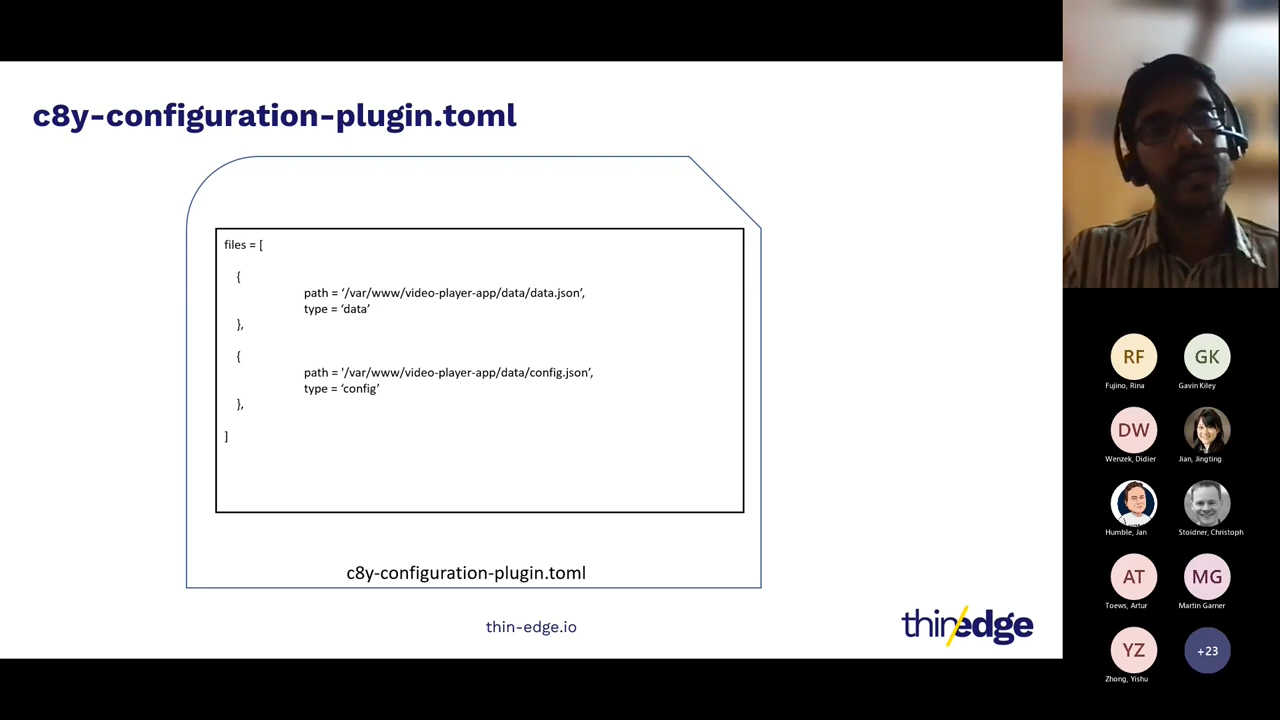 c8y-configuration-plugin.toml
files = [
{
path = ‘/var/www/video-player-app/data/data.json’,
type = ‘data’
},
{
path = '/var/www/video-player-app/data/config.json’,
type = ‘config’
},
]
c8y-configuration-plugin.toml
thin-edge.io
thin/edge
RF
GK
Fujino, Rina
Gavin Kiley
DW
Wenzek, Didier
Jian, Jingting
Humble, Jan
Stoidner, Christoph
AT
MG
Toews, Artur
Martin Garner
YZ
+23
Zhong, Yishu